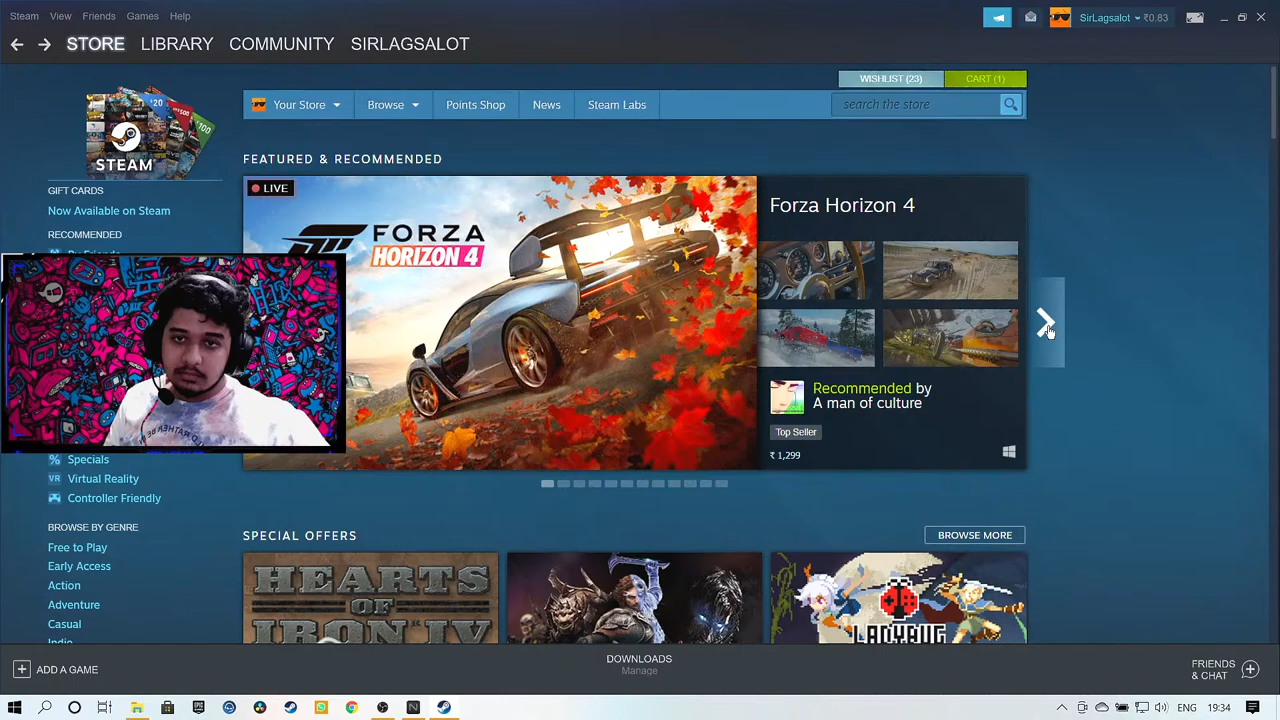 Steam View Friends Games Help
SirLagsalot ₹ 0.83
STORE LIBRARY COMMUNITY SIRLAGSALOT
WISHLIST (23) CART (1)
Your Store Browse Points Shop News Steam Labs search the store
STEAM
GIFT CARDS
Now Available on Steam
RECOMMENDED
FEATURED & RECOMMENDED
LIVE
FORZA
HORIZON 4
Forza Horizon 4
Recommended by
A man of culture
Top Seller
₹ 1,299
Specials
VR Virtual Reality
Controller Friendly
BROWSE BY GENRE
Free to Play
Early Access
Action
Adventure
Casual
Indie
SPECIAL OFFERS
BROWSE MORE
HEARTS
OF
IRON IV
LADYBUG
ADD A GAME
DOWNLOADS
Manage
FRIENDS
& CHAT
ENG 19:34